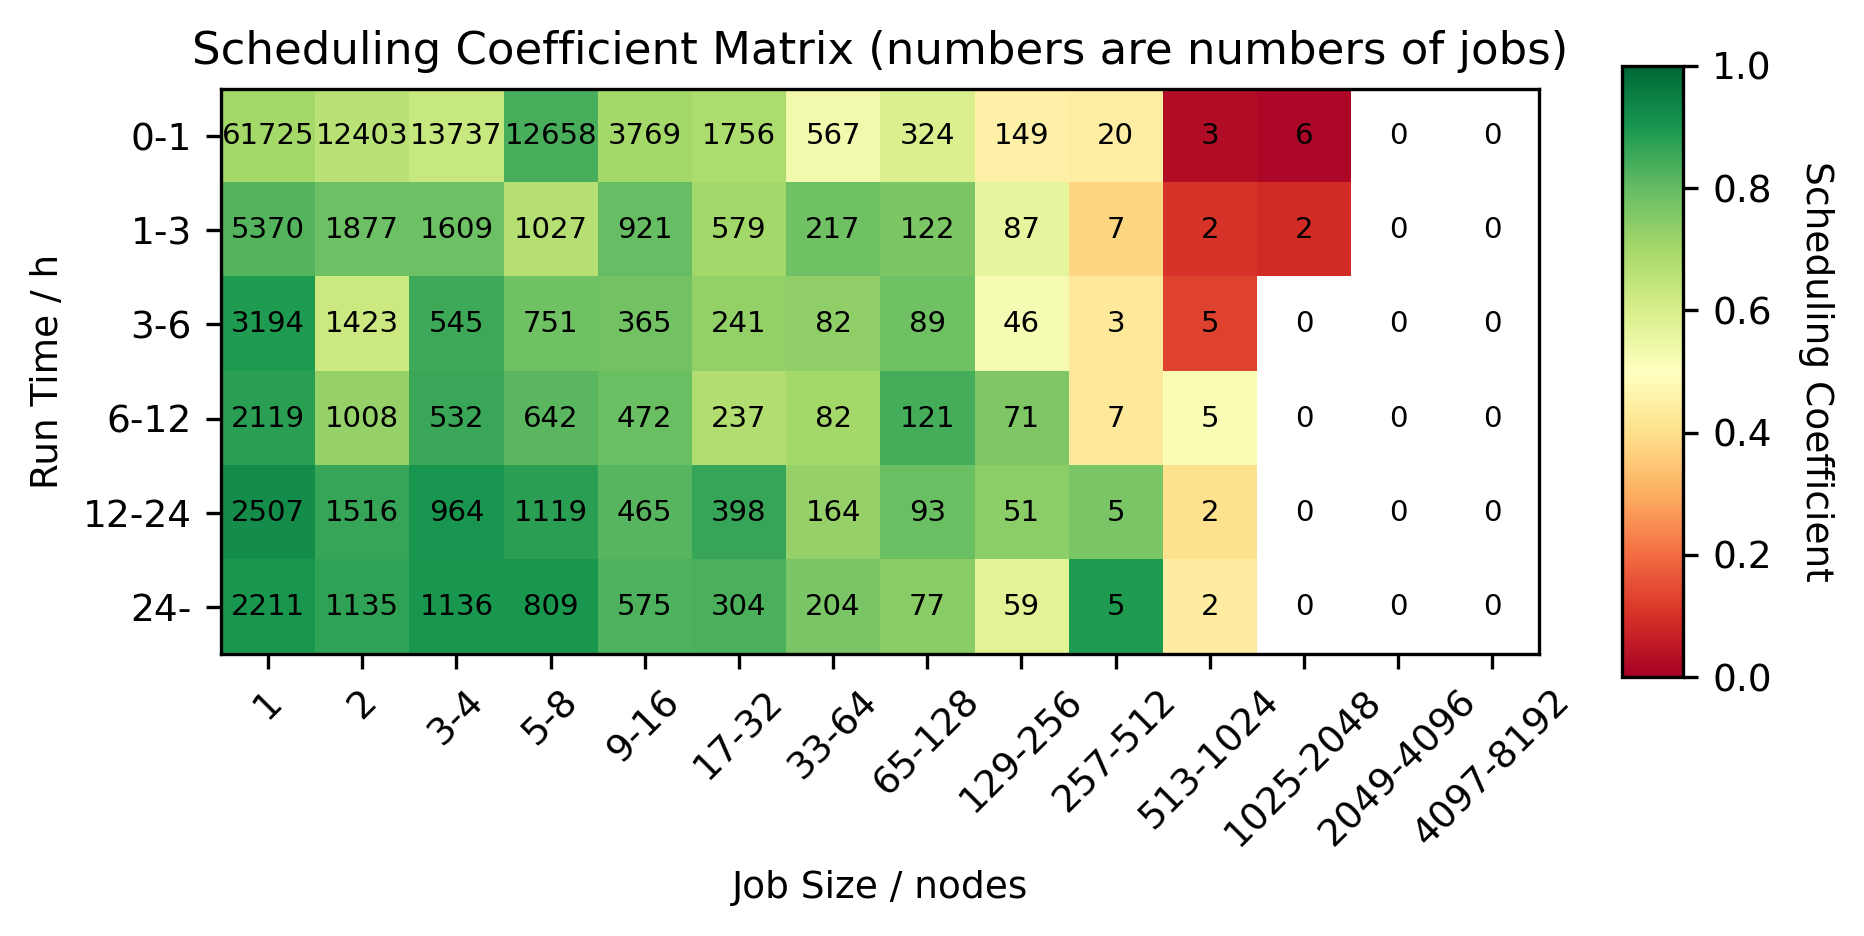 Scheduling Coefficient Matrix (numbers are numbers of jobs)
0-1 61725 12403 13737 12658 3769 1756 567 324 149 20 3 6 0 0
1-3 5370 1877 1609 1027 921 579 217 122 87 7 2 2 0 0
3-6 3194 1423 545 751 365 241 82 89 46 3 5 0 0 0
6-12 2119 1008 532 642 472 237 82 121 71 7 5 0 0 0
12-24 2507 1516 964 1119 465 398 164 93 51 5 2 0 0 0
24- 2211 1135 1136 809 575 304 204 77 59 5 2 0 0 0
1 2 3-4 5-8 9-16 17-32 33-64 65-128 129-256 257-512 513-1024 1025-2048 2049-4096 4097-8192
Job Size / nodes
Run Time / h
1.0
0.8
0.6
0.4
0.2
0.0
Scheduling Coefficient